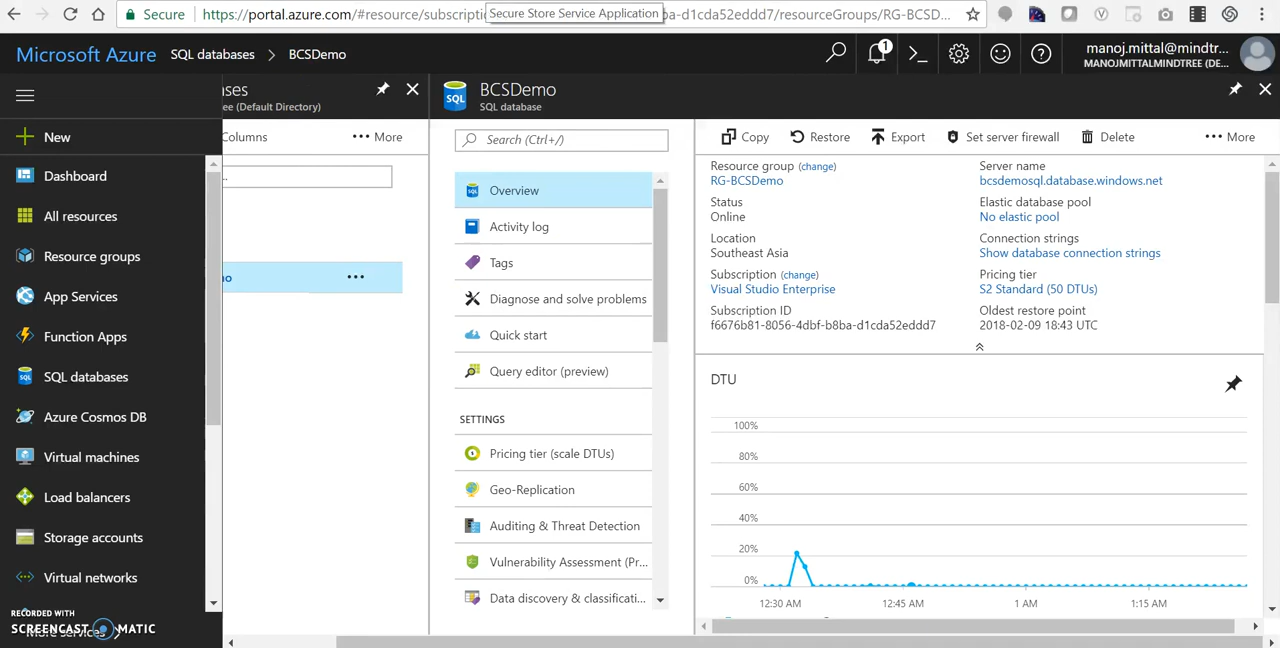 Secure
https://portal.azure.com/#resource/subscripti
Secure Store Service Application
ba-d1cda52eddd7/resourceGroups/RG-BCSD...
Microsoft Azure SQL databases > BCSDemo
1
manoj.mittal@mindtr...
MANOJMITTALMINDTREE (DE...
New
Dashboard
All resources
Resource groups
App Services
Function Apps
SQL databases
Azure Cosmos DB
Virtual machines
Load balancers
Storage accounts
Virtual networks
More services
RECORDED WITH
SCREENCAST MATIC
ases
ee (Default Directory)
Columns
More
..
o
...
BCSDemo
SQL
SQL database
Search (Ctrl+/)
Overview
Activity log
Tags
Diagnose and solve problems
Quick start
Query editor (preview)
SETTINGS
Pricing tier (scale DTUs)
Geo-Replication
Auditing & Threat Detection
Vulnerability Assessment (Pr...
Data discovery & classificati...
Copy
Restore
Export
Set server firewall
Delete
More
Resource group (change)
RG-BCSDemo
Status
Online
Location
Southeast Asia
Subscription (change)
Visual Studio Enterprise
Subscription ID
f6676b81-8056-4dbf-b8ba-d1cda52eddd7
Server name
bcsdemosql.database.windows.net
Elastic database pool
No elastic pool
Connection strings
Show database connection strings
Pricing tier
S2 Standard (50 DTUs)
Oldest restore point
2018-02-09 18:43 UTC
DTU
100%
80%
60%
40%
20%
0%
12:30 AM
12:45 AM
1 AM
1:15 AM